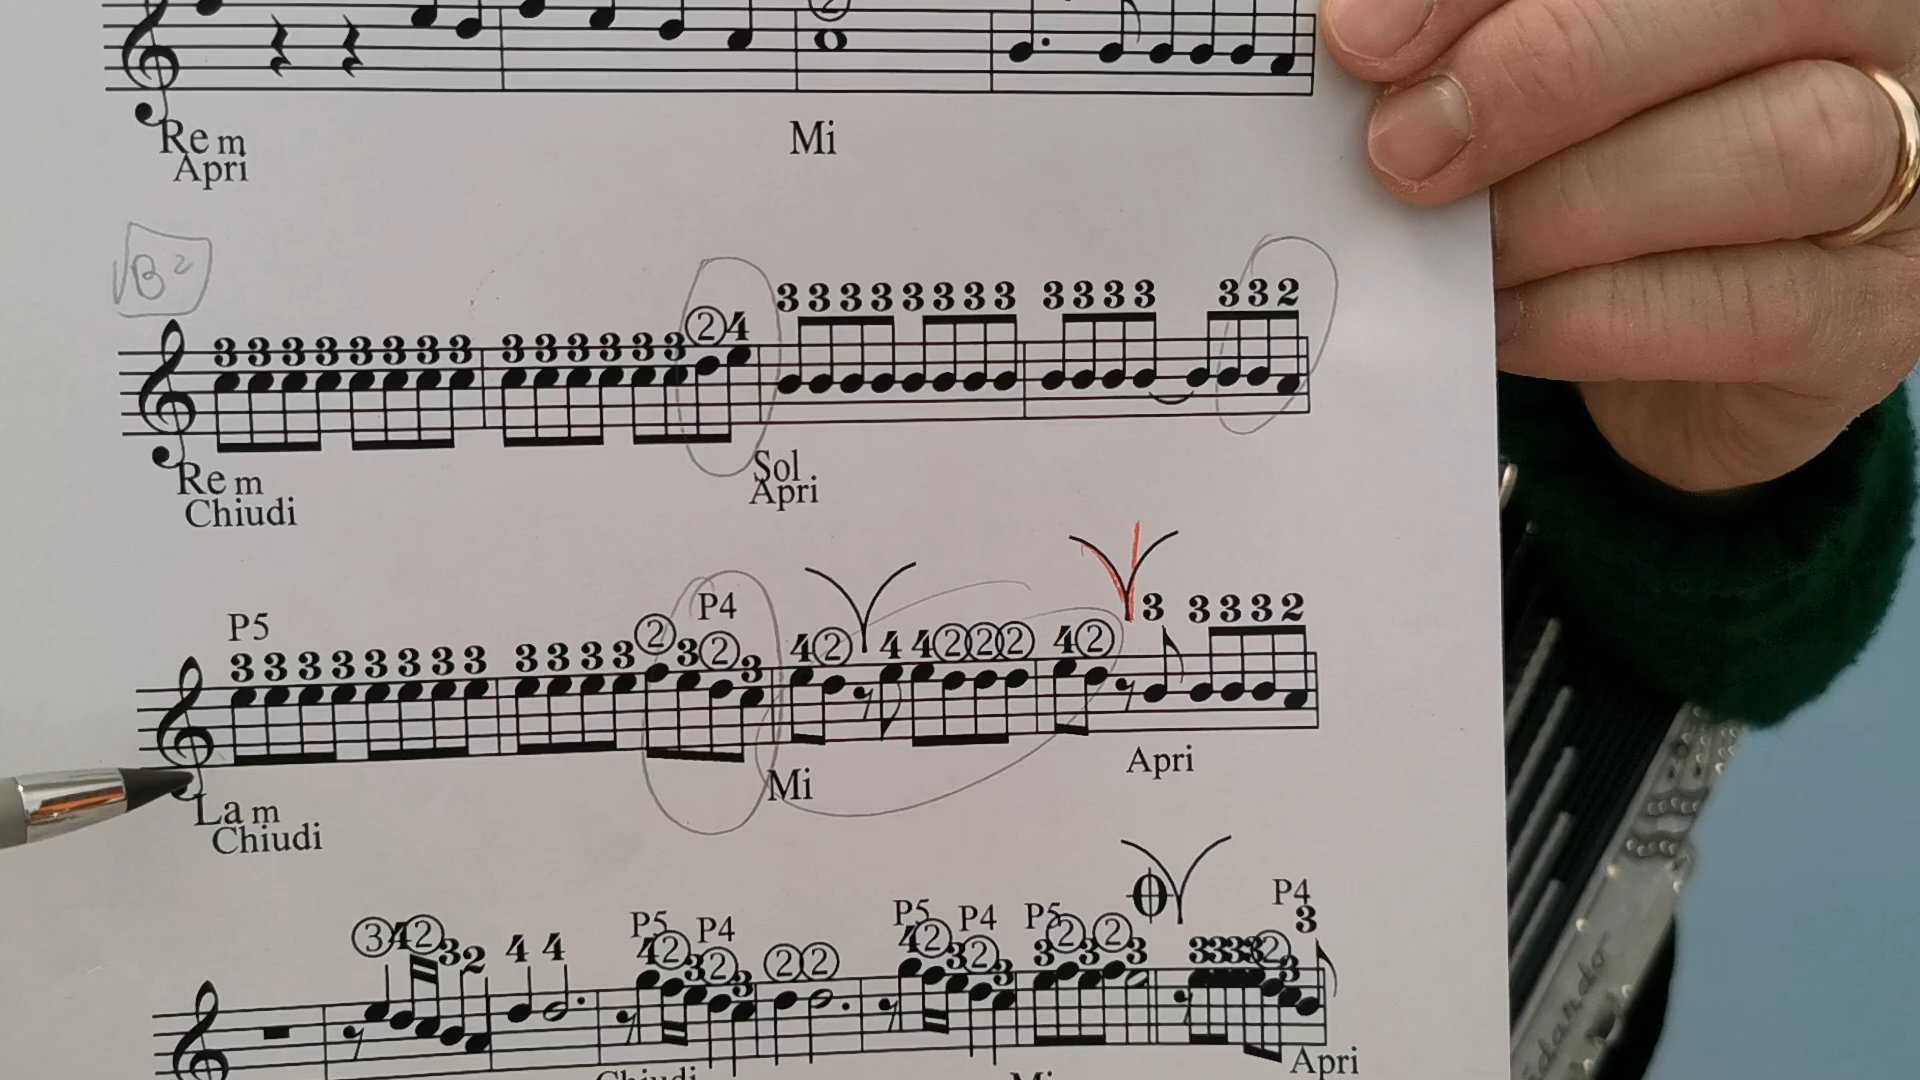 ②
Re m
Apri
Mi
B²
3 3 3 3 3 3 3 3 3 3 3 3 3 3 ② 4 3 3 3 3 3 3 3 3 3 3 3 3 3 3 2
Re m
Chiudi
Sol
Apri
P5 P4
3 3 3 3 3 3 3 3 3 3 3 3 ② 3 ② 3 4 ② 4 4 ② ② ② 4 ② 3 3 3 3 2
Mi
Apri
La m
Chiudi
P5 P4 P5 P4 P5 P4
③ 4 ② 3 2 4 4 4 ② 3 ② 3 ② ② 4 ② 3 ② 3 3 ② 3 ② 3 3 3 3 3 ② 3 3
Chiudi
Mi
Apri